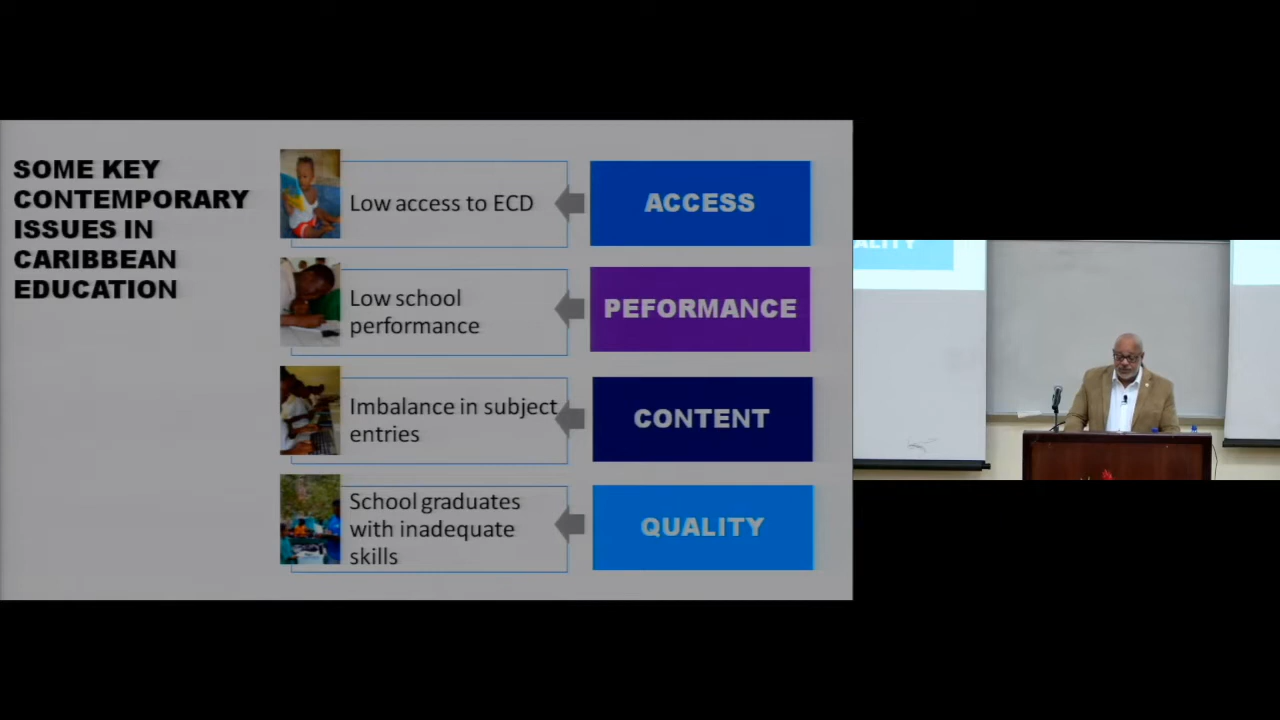 SOME KEY
CONTEMPORARY
ISSUES IN
CARIBBEAN
EDUCATION
Low access to ECD
ACCESS
Low school
performance
PEFORMANCE
Imbalance in subject
entries
CONTENT
School graduates
with inadequate
skills
QUALITY
ALITY